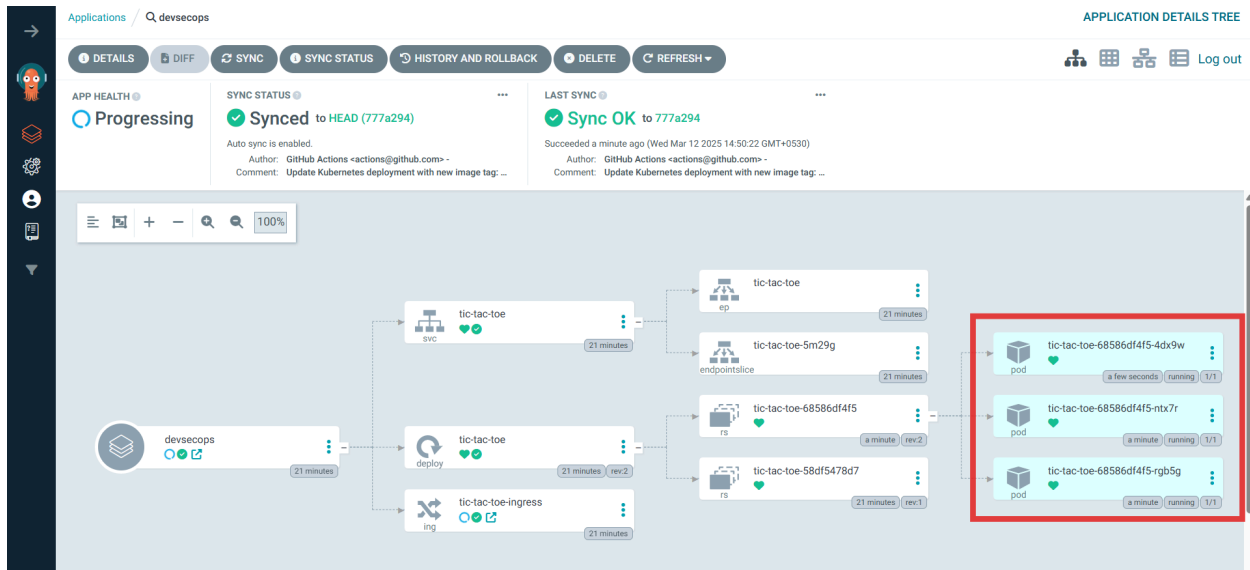 Applications / devsecops
APPLICATION DETAILS TREE
DETAILS DIFF SYNC SYNC STATUS HISTORY AND ROLLBACK DELETE REFRESH
Log out
APP HEALTH
Progressing
SYNC STATUS
Synced to HEAD (777a294)
Auto sync is enabled.
Author: GitHub Actions <actions@github.com> -
Comment: Update Kubernetes deployment with new image tag: ...
LAST SYNC
Sync OK to 777a294
Succeeded a minute ago (Wed Mar 12 2025 14:50:22 GMT+0530)
Author: GitHub Actions <actions@github.com> -
Comment: Update Kubernetes deployment with new image tag: ...
100%
devsecops
21 minutes
tic-tac-toe
svc
21 minutes
tic-tac-toe
deploy
21 minutes rev:2
tic-tac-toe-ingress
ing
21 minutes
tic-tac-toe
ep
21 minutes
tic-tac-toe-5m29g
endpointslice
21 minutes
tic-tac-toe-68586df4f5
rs
a minute rev:2
tic-tac-toe-58df5478d7
rs
21 minutes rev:1
tic-tac-toe-68586df4f5-4dx9w
pod
a few seconds running 1/1
tic-tac-toe-68586df4f5-ntx7r
pod
a minute running 1/1
tic-tac-toe-68586df4f5-rgb5g
pod
a minute running 1/1